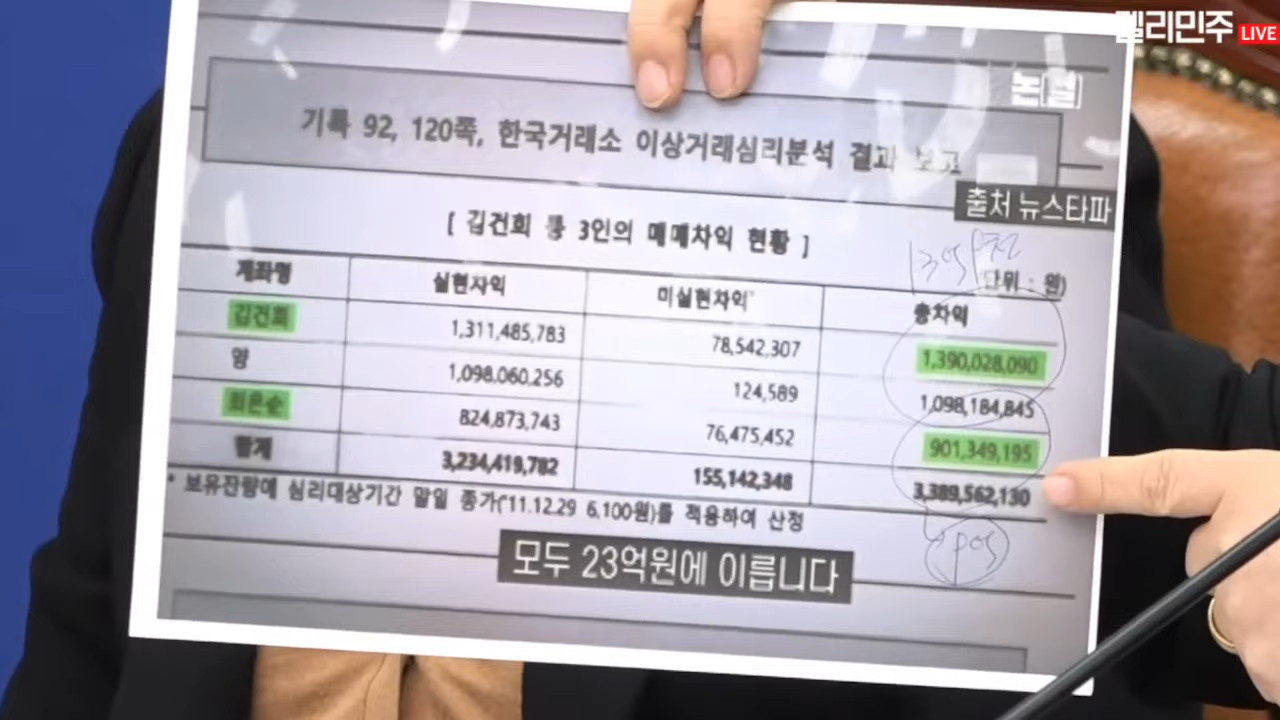 델리민주 LIVE
논썰
기록 92, 120쪽, 한국거래소 이상거래심리분석 결과 보고
출처 뉴스타파
[ 김건희 등 3인의 매매차익 현황 ]
단위 : 원)
계좌명 실현차익 미실현차익* 총차익
김건희 1,311,485,783 78,542,307 1,390,028,090
양 1,098,060,256 124,589 1,098,184,845
최은순 824,873,743 76,475,452 901,349,195
합계 3,234,419,782 155,142,348 3,389,562,130
* 보유잔량에 심리대상기간 말일 종가('11.12.29 6,100원)를 적용하여 산정
모두 23억원에 이릅니다